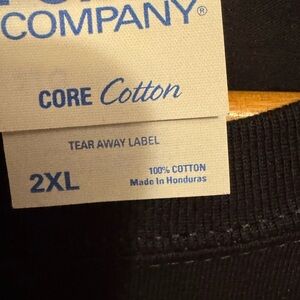 COMPANY®
CORE Cotton
TEAR AWAY LABEL
2XL
100% COTTON
Made In Honduras